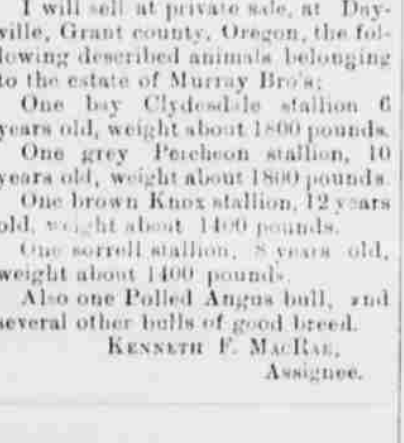 I will sell at private sale, at Day-
ville, Grant county, Oregon, the fol-
lowing described animals belonging
to the estate of Murray Bro's:
One bay Clydesdale stallion 6
years old, weight about 1800 pounds.
One grey Percheon stallion, 10
years old, weight about 1800 pounds.
One brown Knox stallion, 12 years
old, weight about 1400 pounds.
One sorrell stallion, 8 years old,
weight about 1400 pounds.
Also one Polled Angus bull, and
several other bulls of good breed.
KENNETH F. MACRAE,
Assignee.